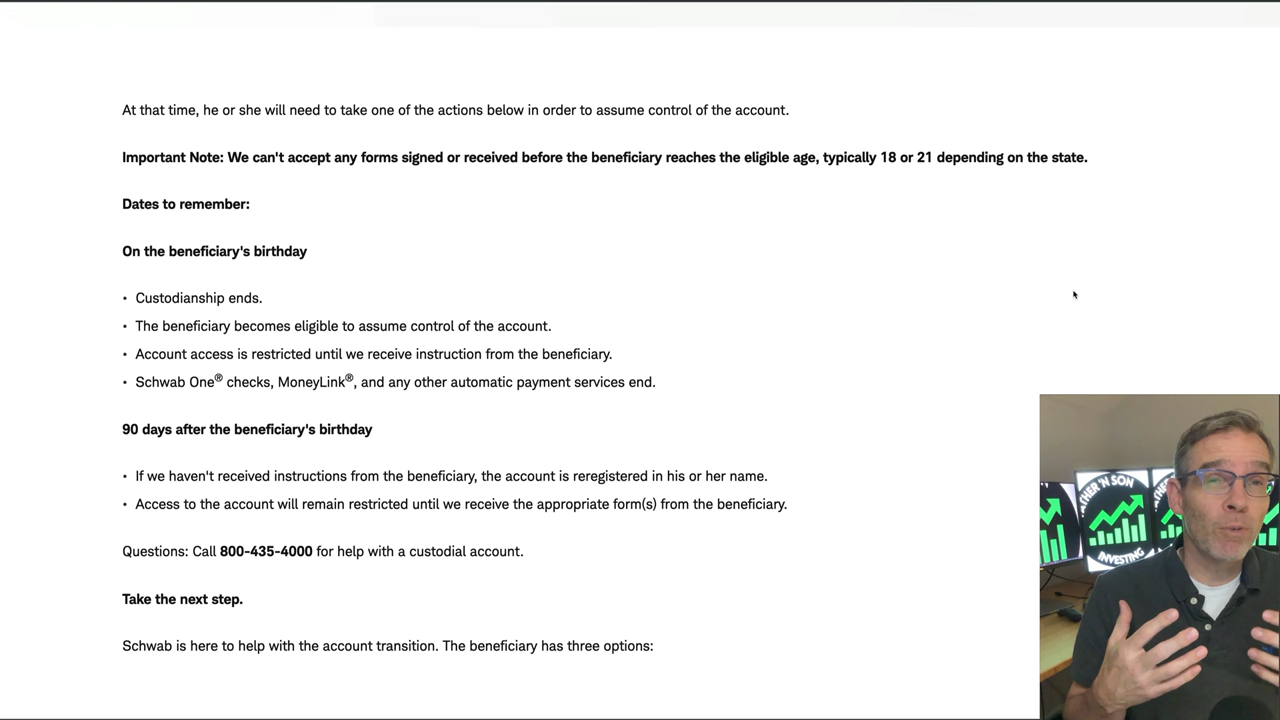 At that time, he or she will need to take one of the actions below in order to assume control of the account.
Important Note: We can't accept any forms signed or received before the beneficiary reaches the eligible age, typically 18 or 21 depending on the state.
Dates to remember:
On the beneficiary's birthday
• Custodianship ends.
• The beneficiary becomes eligible to assume control of the account.
• Account access is restricted until we receive instruction from the beneficiary.
• Schwab One® checks, MoneyLink®, and any other automatic payment services end.
90 days after the beneficiary's birthday
• If we haven't received instructions from the beneficiary, the account is reregistered in his or her name.
• Access to the account will remain restricted until we receive the appropriate form(s) from the beneficiary.
Questions: Call 800-435-4000 for help with a custodial account.
Take the next step.
Schwab is here to help with the account transition. The beneficiary has three options:
THER 'N SON
INVESTING